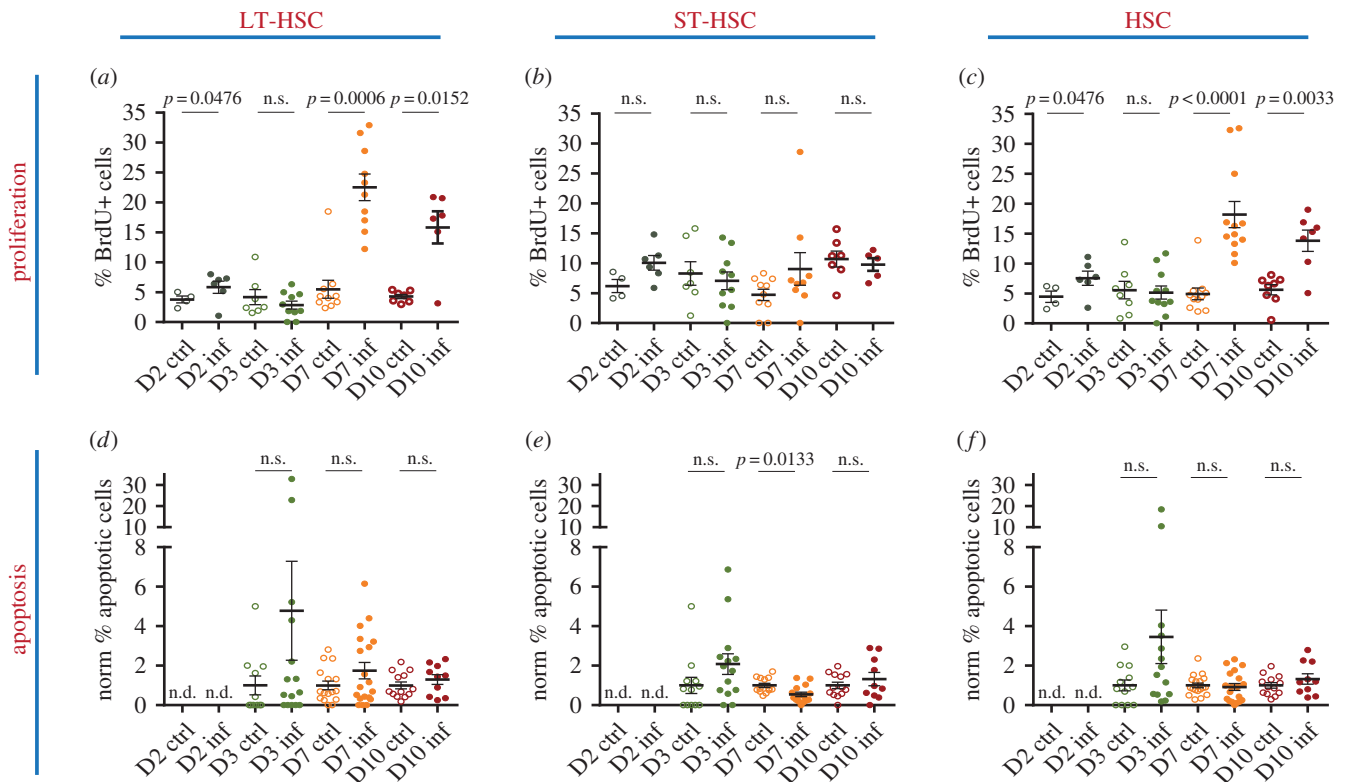 LT-HSC
ST-HSC
HSC
proliferation
(a)
p = 0.0476
n.s.
p = 0.0006
p = 0.0152
% BrdU+ cells
35
30
25
20
15
10
5
0
D2 ctrl
D2 inf
D3 ctrl
D3 inf
D7 ctrl
D7 inf
D10 ctrl
D10 inf
(b)
n.s.
n.s.
n.s.
n.s.
% BrdU+ cells
35
30
25
20
15
10
5
0
D2 ctrl
D2 inf
D3 ctrl
D3 inf
D7 ctrl
D7 inf
D10 ctrl
D10 inf
(c)
p = 0.0476
n.s.
p < 0.0001
p = 0.0033
% BrdU+ cells
35
30
25
20
15
10
5
0
D2 ctrl
D2 inf
D3 ctrl
D3 inf
D7 ctrl
D7 inf
D10 ctrl
D10 inf
apoptosis
(d)
n.s.
n.s.
n.s.
norm % apoptotic cells
30
20
10
8
6
4
2
0
n.d.
n.d.
D2 ctrl
D2 inf
D3 ctrl
D3 inf
D7 ctrl
D7 inf
D10 ctrl
D10 inf
(e)
n.s.
p = 0.0133
n.s.
norm % apoptotic cells
30
20
10
8
6
4
2
0
n.d.
n.d.
D2 ctrl
D2 inf
D3 ctrl
D3 inf
D7 ctrl
D7 inf
D10 ctrl
D10 inf
(f)
n.s.
n.s.
n.s.
norm % apoptotic cells
30
20
10
8
6
4
2
0
n.d.
n.d.
D2 ctrl
D2 inf
D3 ctrl
D3 inf
D7 ctrl
D7 inf
D10 ctrl
D10 inf